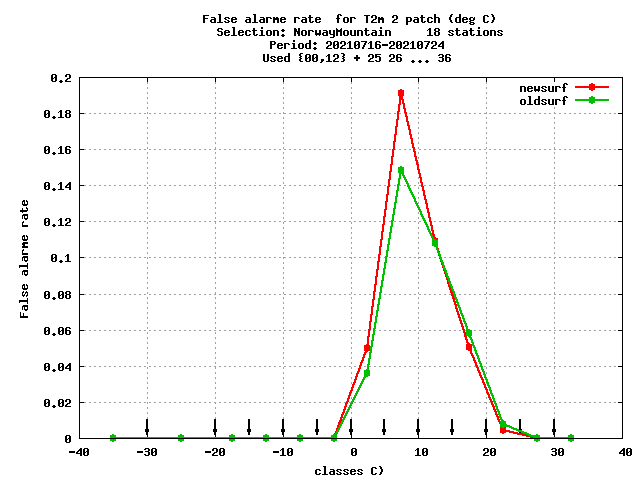 False alarme rate  for T2m 2 patch (deg C)
Selection: NorwayMountain     18 stations
Period: 20210716-20210724
Used {00,12} + 25 26 ... 36
newsurf
oldsurf
False alarme rate
0.2
0.18
0.16
0.14
0.12
0.1
0.08
0.06
0.04
0.02
0
-40 -30 -20 -10 0 10 20 30 40
classes C)